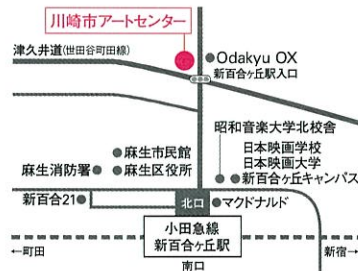 川崎市アートセンター
津久井道(世田谷町田線)
Odakyu OX
新百合ヶ丘駅入口
昭和音楽大学北校舎
日本映画学校
日本映画大学
新百合ヶ丘キャンパス
麻生市民館
麻生消防署
麻生区役所
新百合21
北口
マクドナルド
小田急線
新百合ヶ丘駅
←町田
新宿→
南口